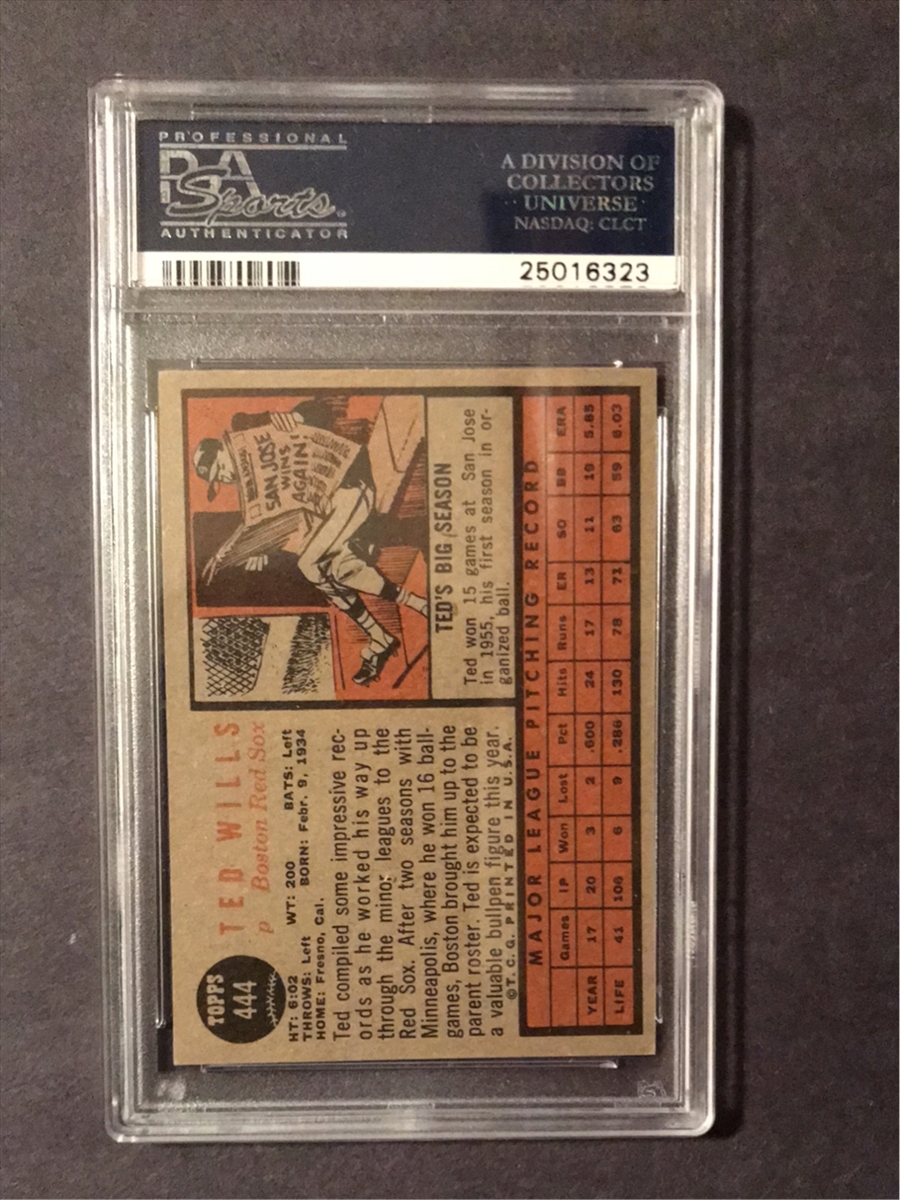 PROFESSIONAL
PSA
Sports
AUTHENTICATOR
A DIVISION OF
COLLECTORS
UNIVERSE
NASDAQ: CLCT
25016323
TOPPS
444
TED WILLS
p Boston Red Sox
HT: 6:02 WT: 200 BATS: Left
THROWS: Left BORN: Febr. 9, 1934
HOME: Fresno, Cal.
Ted compiled some impressive rec-
ords as he worked his way up
through the minor leagues to the
Red Sox. After two seasons with
Minneapolis, where he won 16 ball-
games, Boston brought him up to the
parent roster. Ted is expected to be
a valuable bullpen figure this year.
©T. C. G. PRINTED IN U.S.A.
SAN JOSE
WINS
AGAIN!
TED'S BIG SEASON
Ted won 15 games at San Jose
in 1955, his first season in or-
ganized ball.
MAJOR LEAGUE PITCHING RECORD
Games IP Won Lost Pct Hits Runs ER SO BB ERA
YEAR 17 20 3 2 .600 24 17 13 11 19 5.85
LIFE 41 106 6 9 .286 130 78 71 63 59 6.03